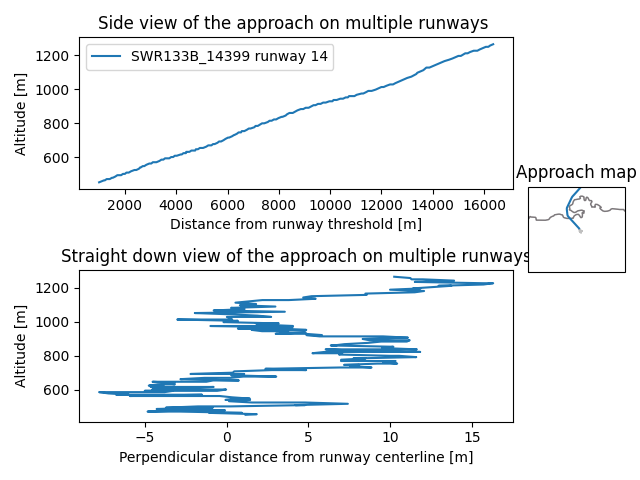 Side view of the approach on multiple runways
SWR133B_14399 runway 14
Altitude [m]
1200
1000
800
600
2000 4000 6000 8000 10000 12000 14000 16000
Distance from runway threshold [m]
Approach map
Straight down view of the approach on multiple runways
Altitude [m]
1200
1000
800
600
−5 0 5 10 15
Perpendicular distance from runway centerline [m]